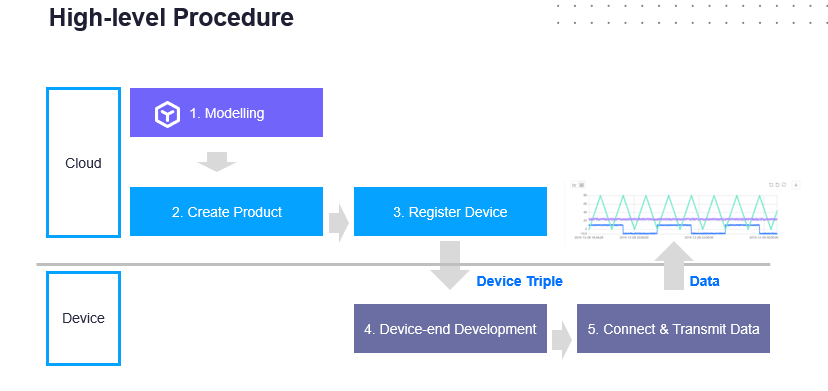 High-level Procedure
Cloud
1. Modelling
2. Create Product
3. Register Device
Device Triple
Data
Device
4. Device-end Development
5. Connect & Transmit Data